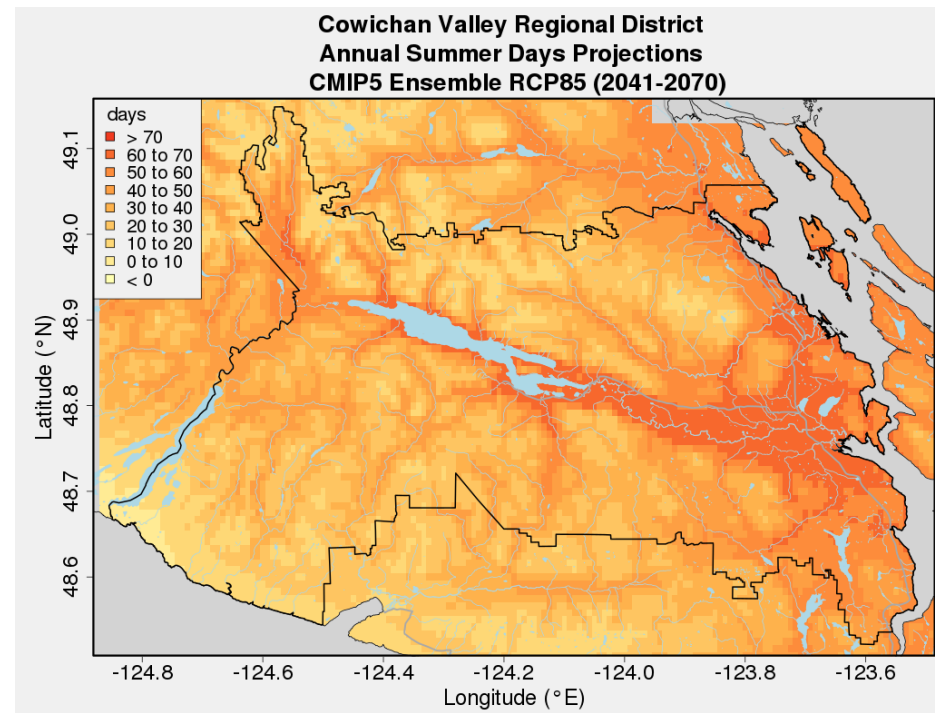 Cowichan Valley Regional District
Annual Summer Days Projections
CMIP5 Ensemble RCP85 (2041-2070)
days
> 70
60 to 70
50 to 60
40 to 50
30 to 40
20 to 30
10 to 20
0 to 10
< 0
49.1
49.0
48.9
48.8
48.7
48.6
Latitude (°N)
-124.8
-124.6
-124.4
-124.2
-124.0
-123.8
-123.6
Longitude (°E)